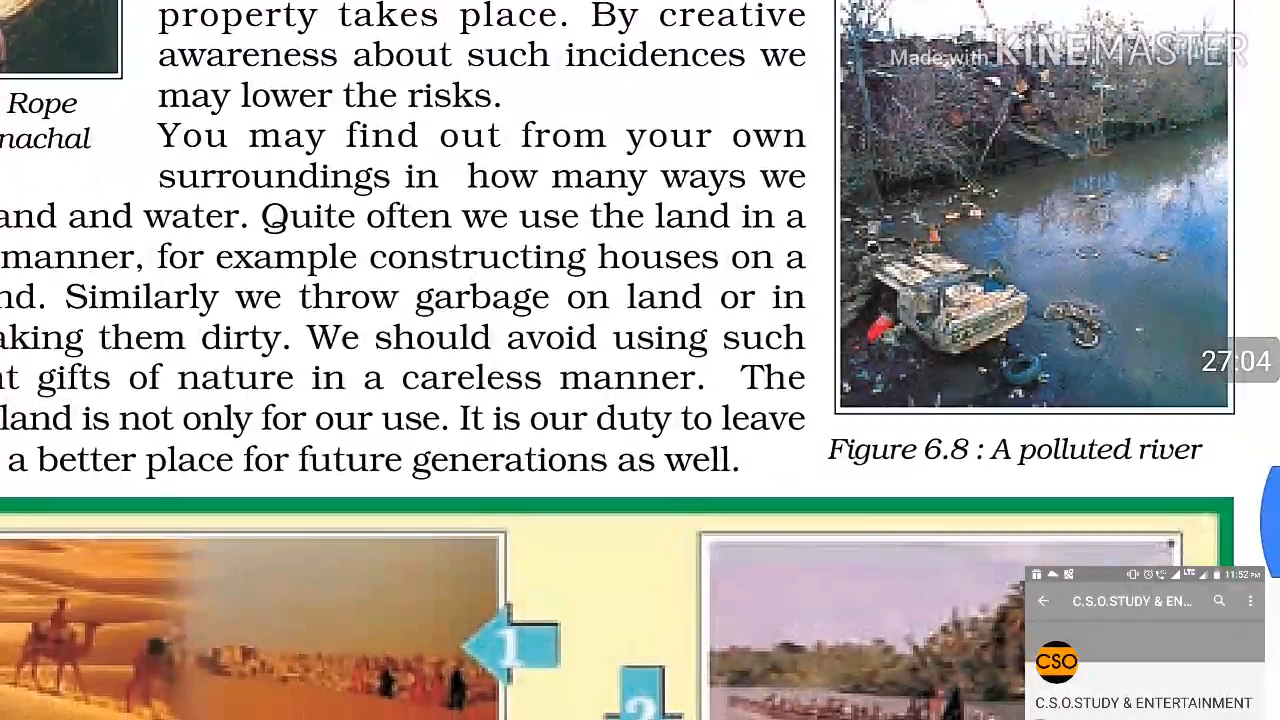 property takes place. By creative
awareness about such incidences we
may lower the risks.
Rope
nachal
You may find out from your own
surroundings in how many ways we
and and water. Quite often we use the land in a
manner, for example constructing houses on a
nd. Similarly we throw garbage on land or in
aking them dirty. We should avoid using such
t gifts of nature in a careless manner. The
land is not only for our use. It is our duty to leave
a better place for future generations as well.
Made with KINEMASTER
27:04
Figure 6.8 : A polluted river
1
2
11:52 PM
C.S.O.STUDY & EN...
CSO
C.S.O.STUDY & ENTERTAINMENT